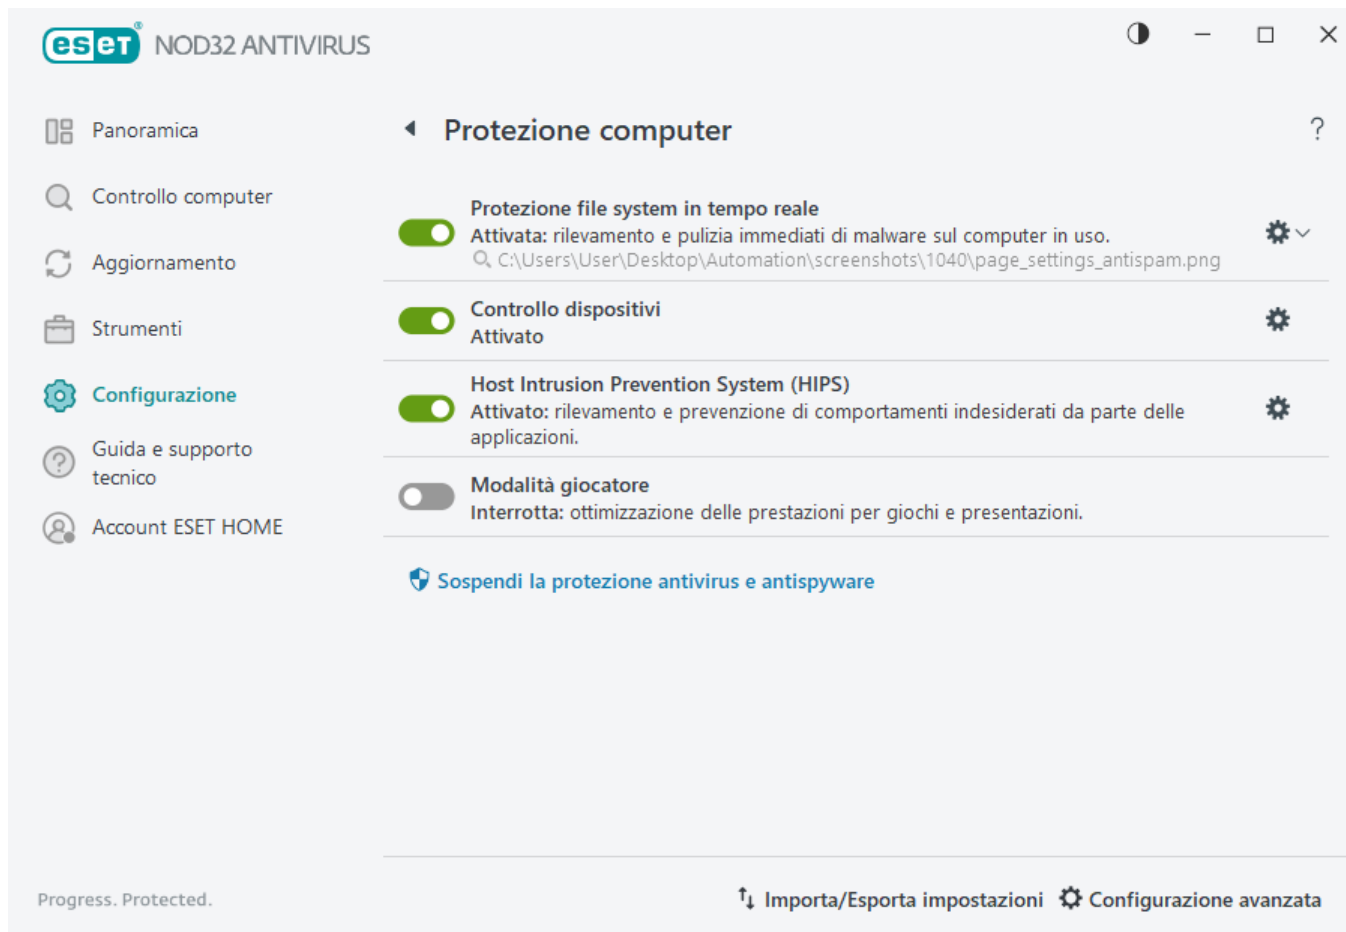 eset® NOD32 ANTIVIRUS
Panoramica
Controllo computer
Aggiornamento
Strumenti
Configurazione
Guida e supporto
tecnico
Account ESET HOME
Protezione computer
?
Protezione file system in tempo reale
Attivata: rilevamento e pulizia immediati di malware sul computer in uso.
C:\Users\User\Desktop\Automation\screenshots\1040\page_settings_antispam.png
Controllo dispositivi
Attivato
Host Intrusion Prevention System (HIPS)
Attivato: rilevamento e prevenzione di comportamenti indesiderati da parte delle
applicazioni.
Modalità giocatore
Interrotta: ottimizzazione delle prestazioni per giochi e presentazioni.
Sospendi la protezione antivirus e antispyware
Progress. Protected.
Importa/Esporta impostazioni
Configurazione avanzata